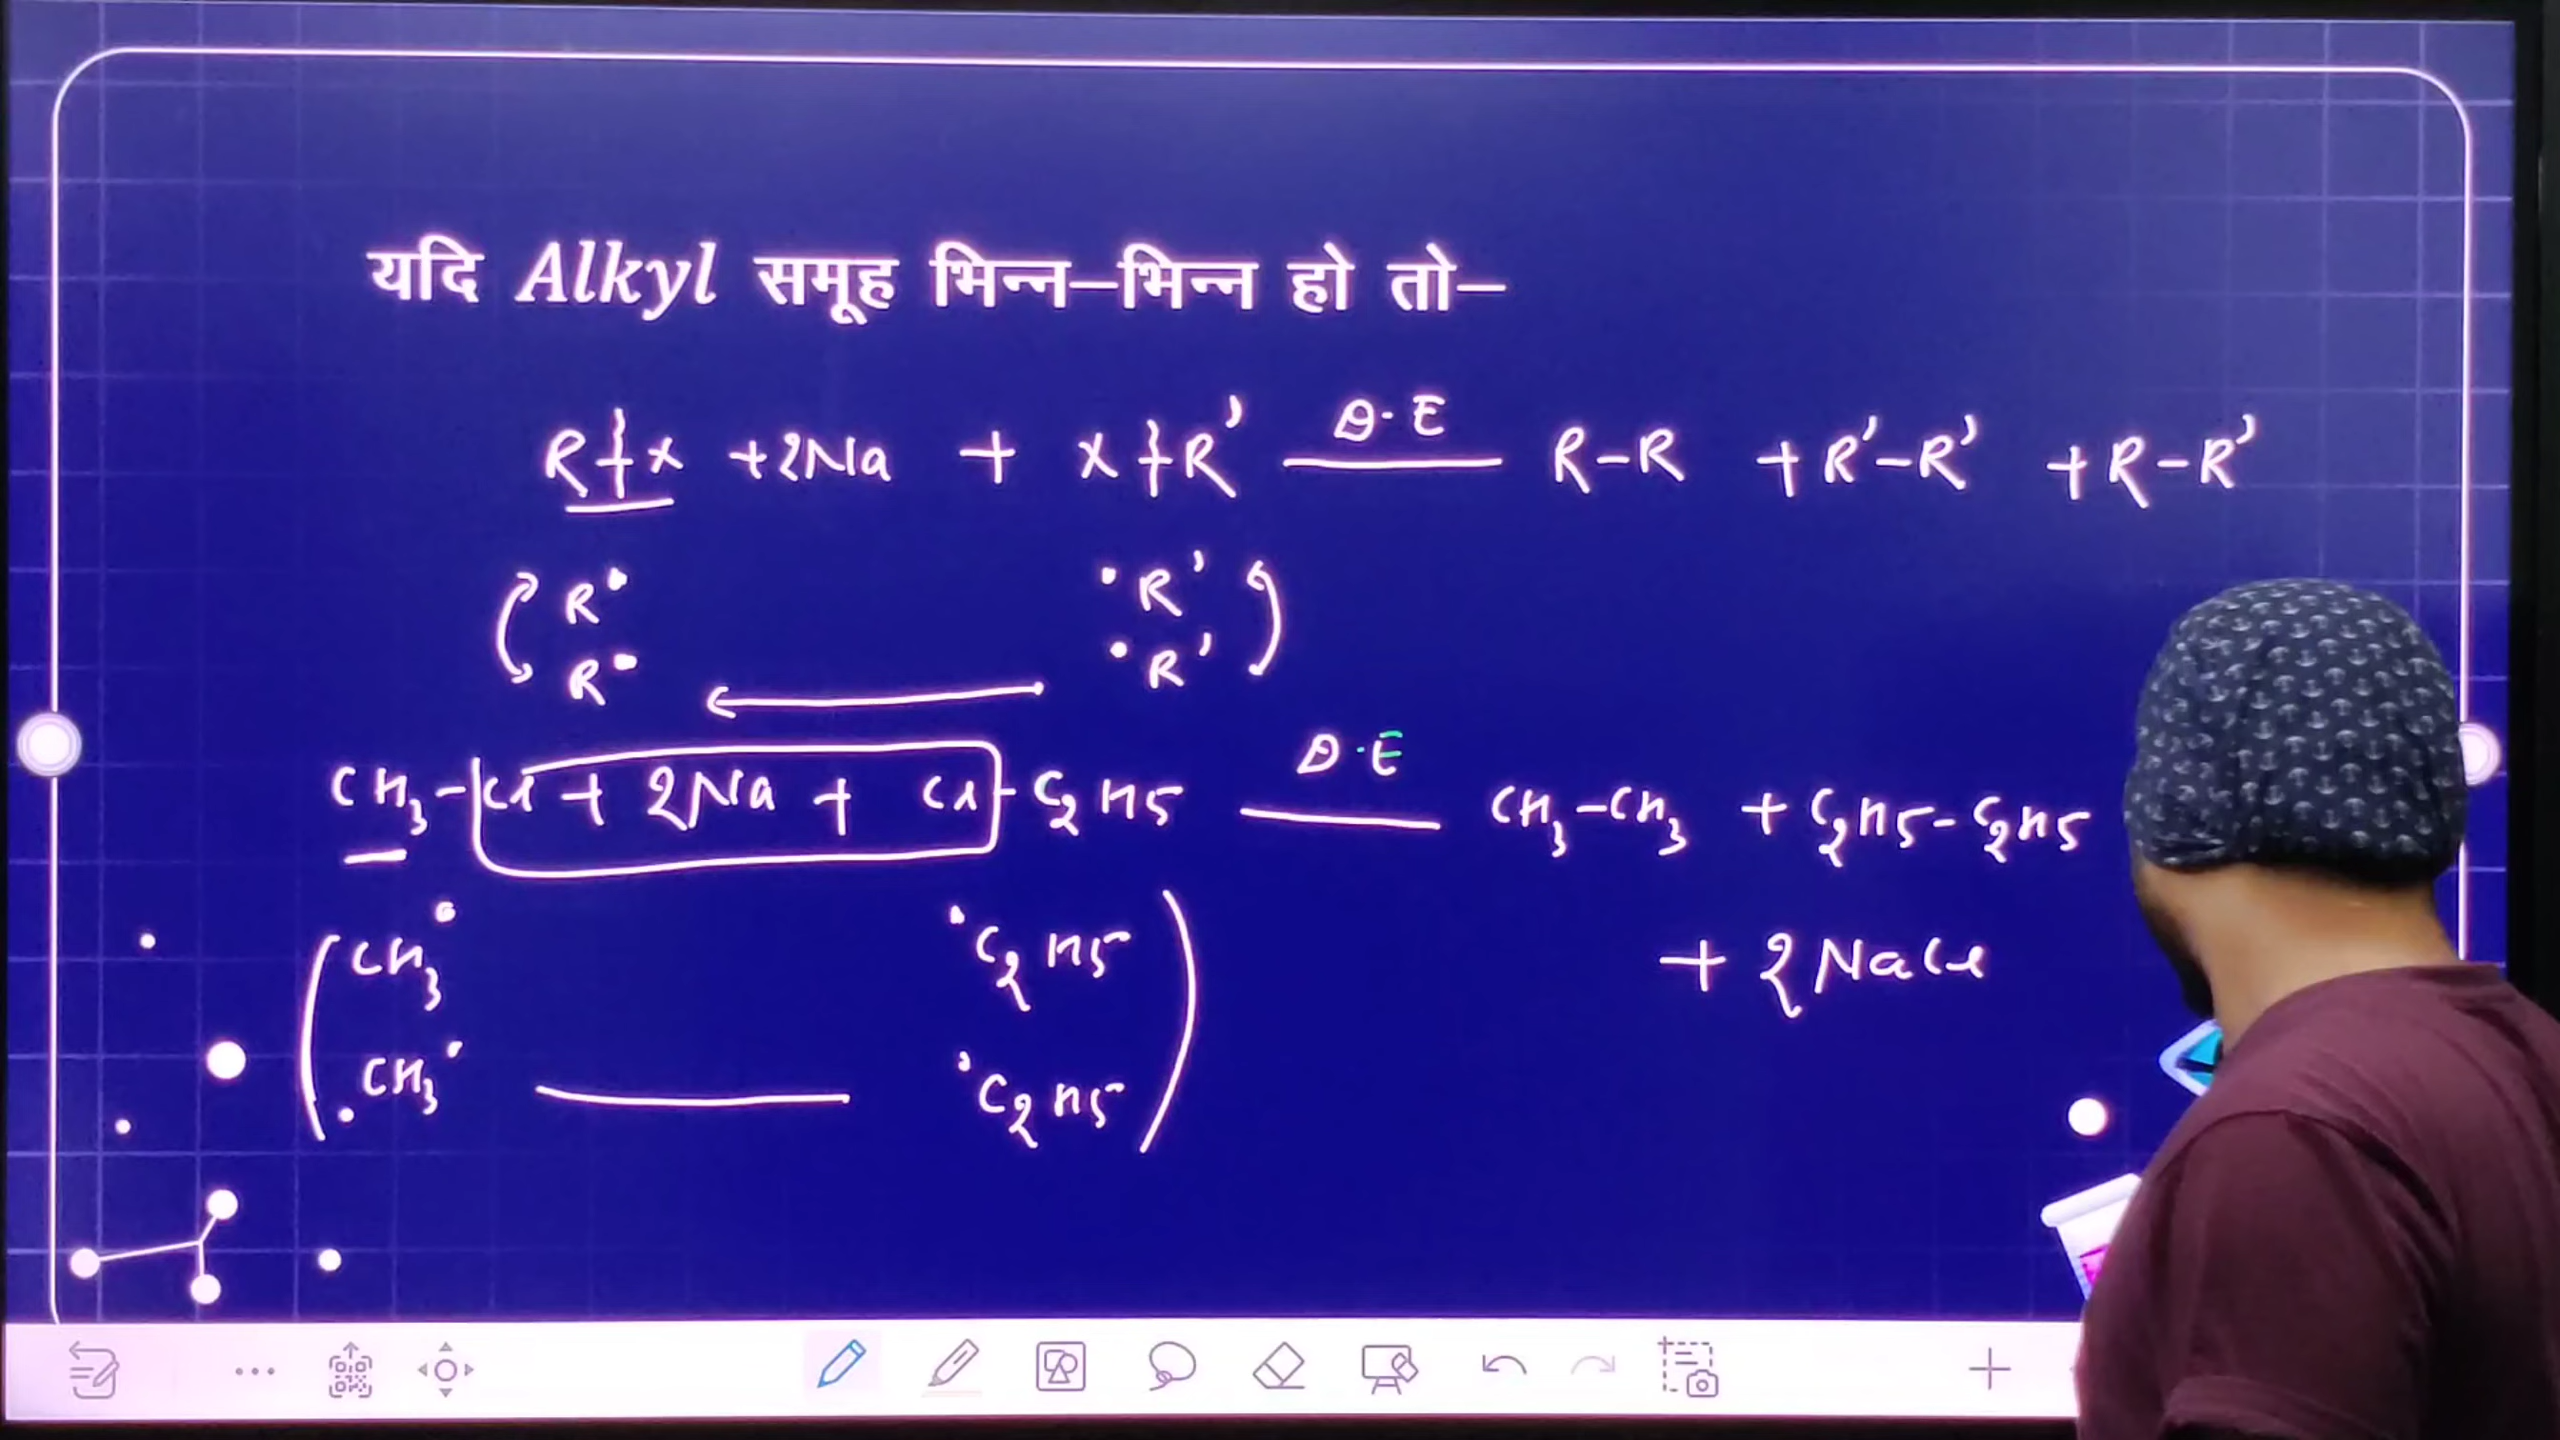 यदि Alkyl समूह भिन्न–भिन्न हो तो–
R-x + 2Na + x-R' D.E R-R + R'-R' + R-R'
R• •R'
R• •R'
CH3-Cl + 2Na + Cl-C2H5 D.E CH3-CH3 + C2H5-C2H5
+ 2NaCl
CH3• •C2H5
CH3• •C2H5